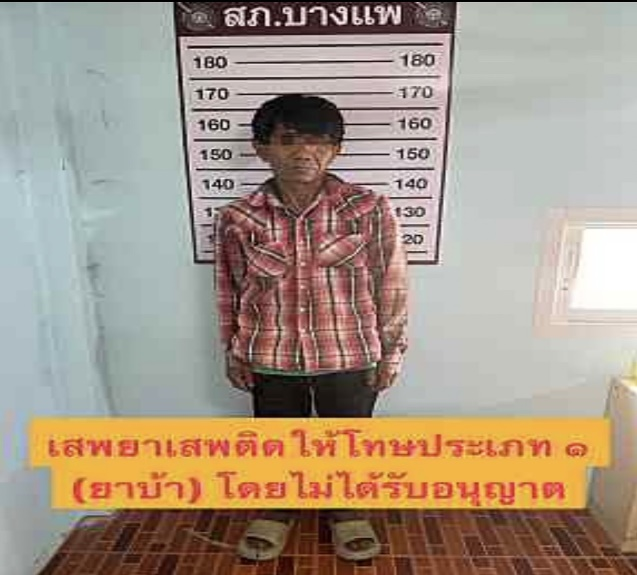 สภ.บางแพ
180 180
170 170
160 160
150 150
140 140
130
20
เสพยาเสพติดให้โทษประเภท ๑
(ยาบ้า) โดยไม่ได้รับอนุญาต